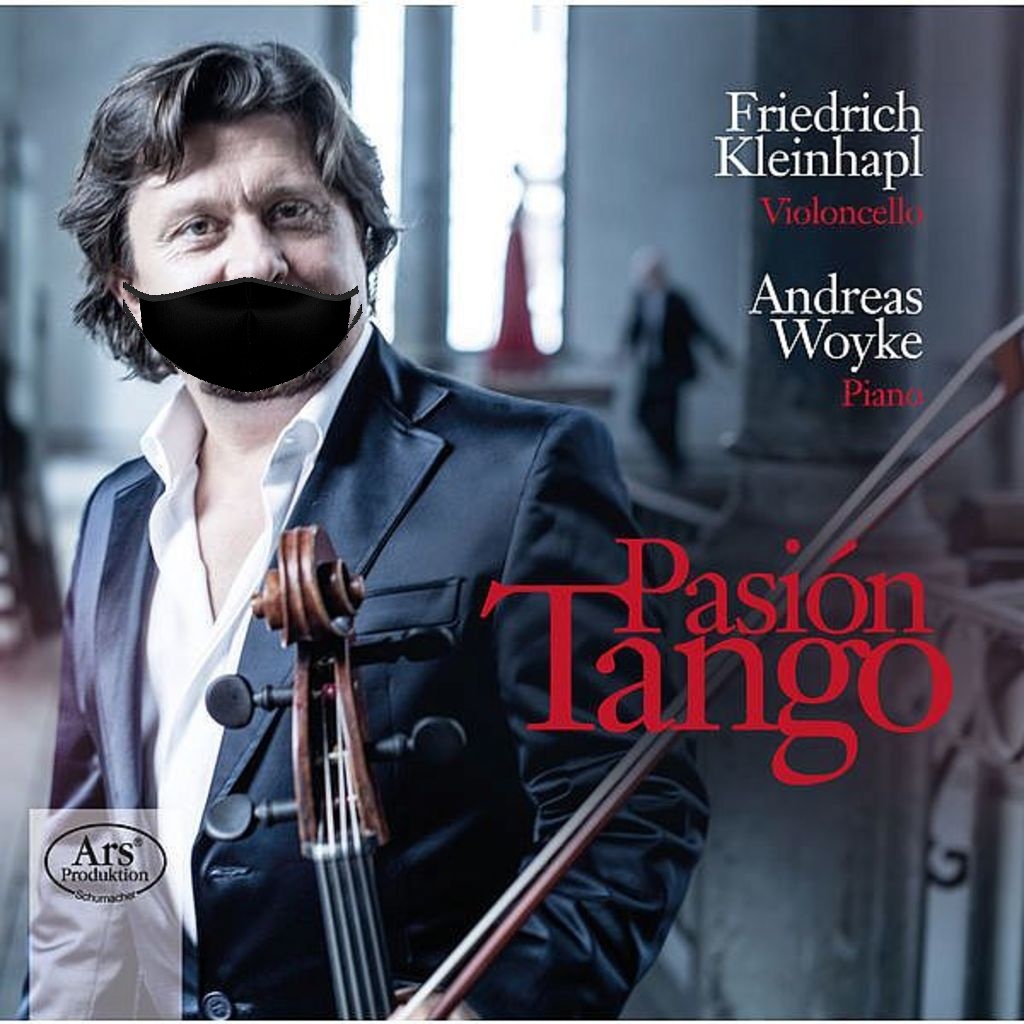 Friedrich
Kleinhapl
Violoncello
Andreas
Woyke
Piano
Pasión
Tango
Ars®
Produktion
Schumacher